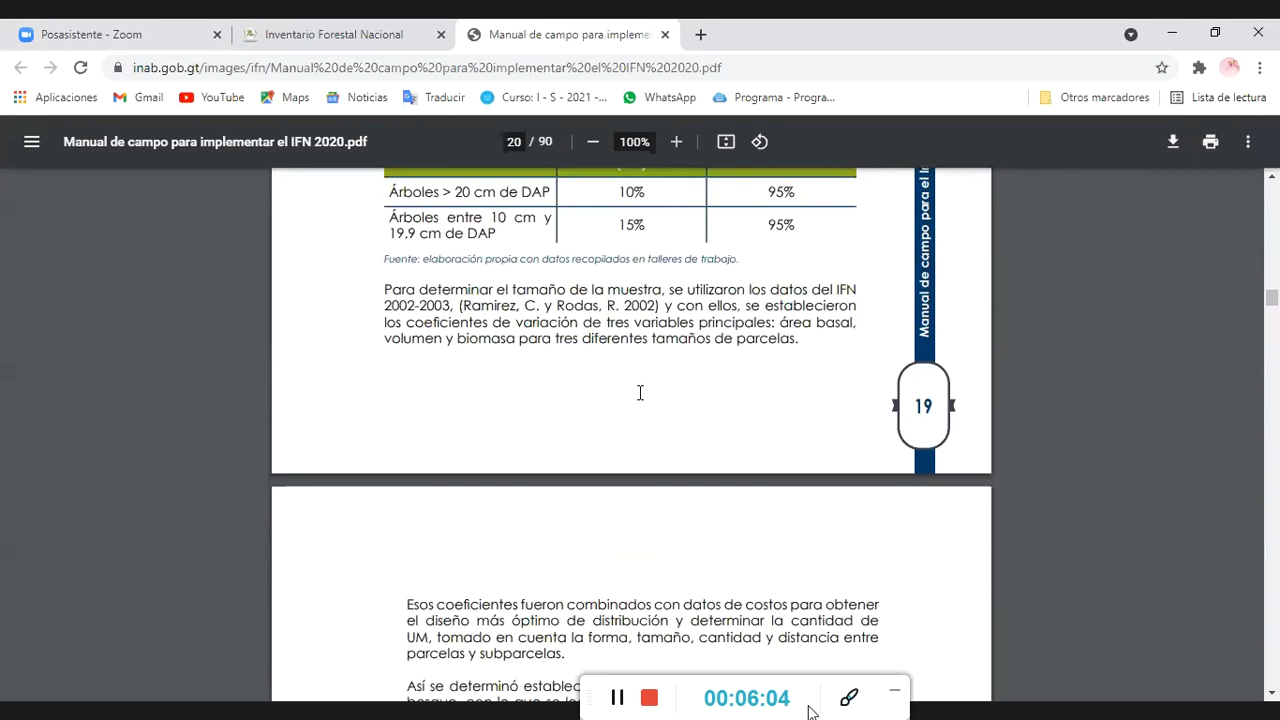 Posasistente - Zoom
Inventario Forestal Nacional
Manual de campo para impleme
inab.gob.gt/images/ifn/Manual%20de%20campo%20para%20implementar%20el%20IFN%202020.pdf
Aplicaciones
Gmail
YouTube
Maps
Noticias
Traducir
Curso: I - S - 2021 -...
WhatsApp
Programa - Progra...
Otros marcadores
Lista de lectura
Manual de campo para implementar el IFN 2020.pdf
20 / 90
100%
Árboles > 20 cm de DAP 10% 95%
Árboles entre 10 cm y
19.9 cm de DAP 15% 95%
Fuente: elaboración propia con datos recopilados en talleres de trabajo.
Para determinar el tamaño de la muestra, se utilizaron los datos del IFN
2002-2003, (Ramirez, C. y Rodas, R. 2002) y con ellos, se establecieron
los coeficientes de variación de tres variables principales: área basal,
volumen y biomasa para tres diferentes tamaños de parcelas.
Manual de campo para el
19
Esos coeficientes fueron combinados con datos de costos para obtener
el diseño más óptimo de distribución y determinar la cantidad de
UM, tomado en cuenta la forma, tamaño, cantidad y distancia entre
parcelas y subparcelas.
Así se determinó establec
00:06:04